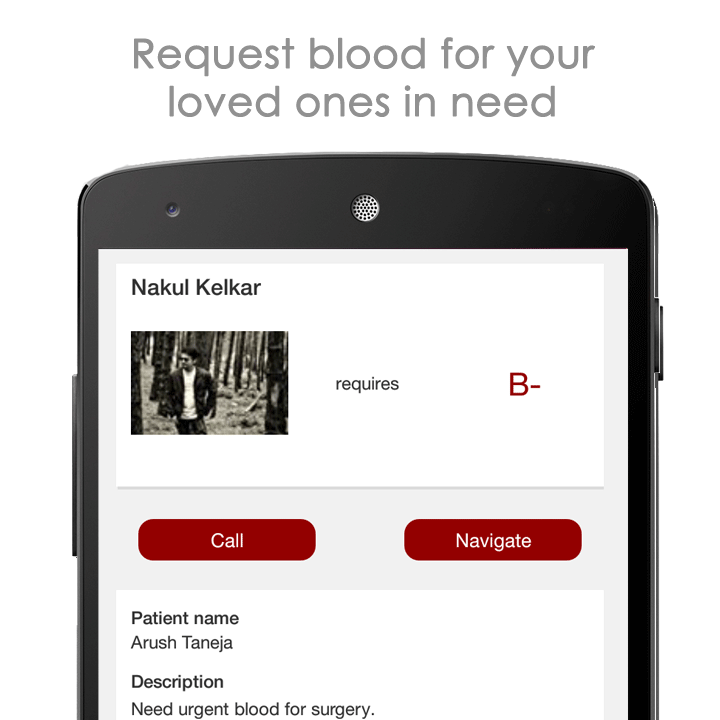 Request blood for your
loved ones in need
Nakul Kelkar
requires
B-
Call
Navigate
Patient name
Arush Taneja
Description
Need urgent blood for surgery.